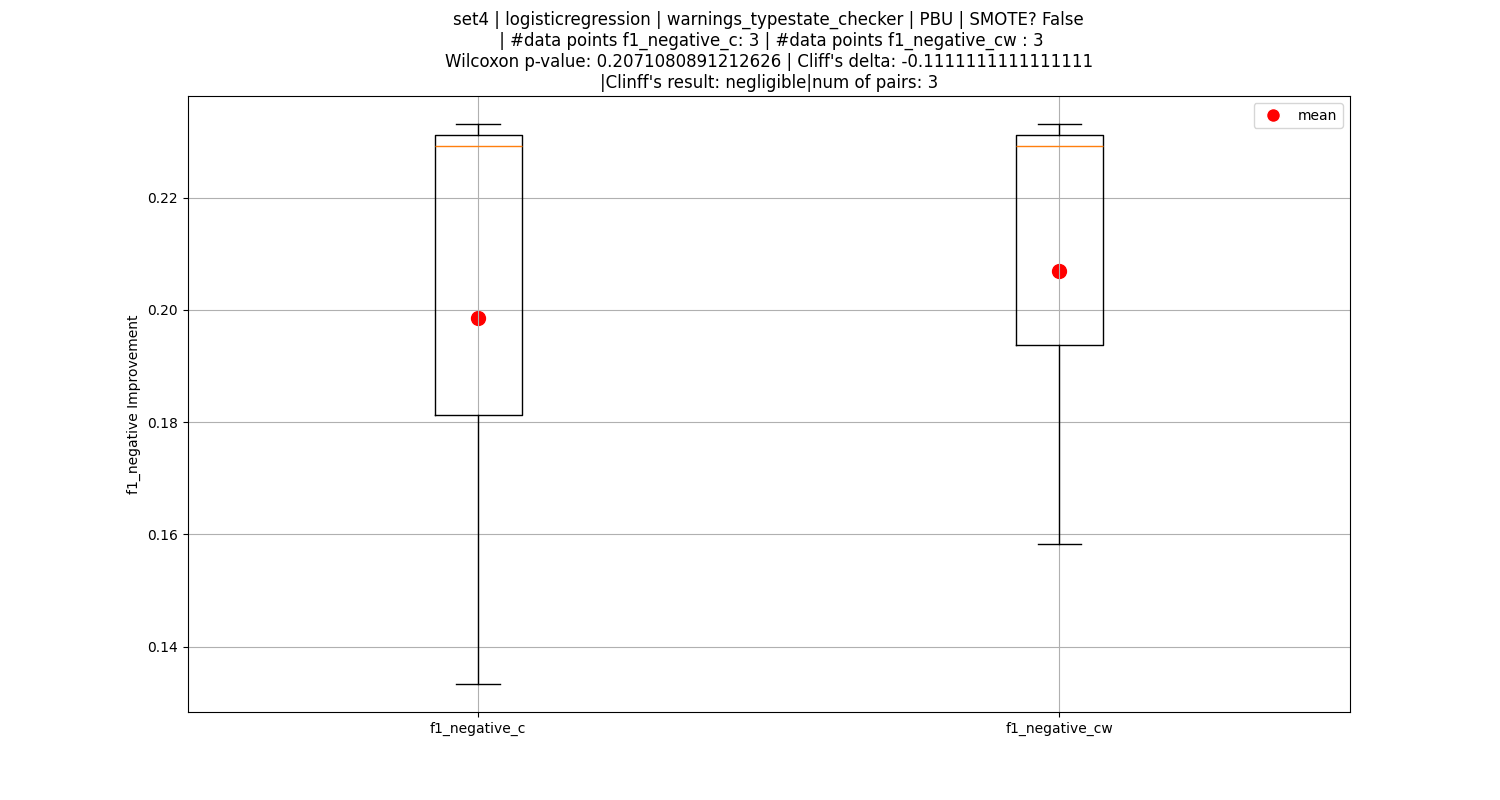 set4 | logisticregression | warnings_typestate_checker | PBU | SMOTE? False
| #data points f1_negative_c: 3 | #data points f1_negative_cw : 3
Wilcoxon p-value: 0.2071080891212626 | Cliff's delta: -0.1111111111111111
|Clinff's result: negligible|num of pairs: 3
mean
0.22
0.20
0.18
0.16
0.14
f1_negative Improvement
f1_negative_c
f1_negative_cw